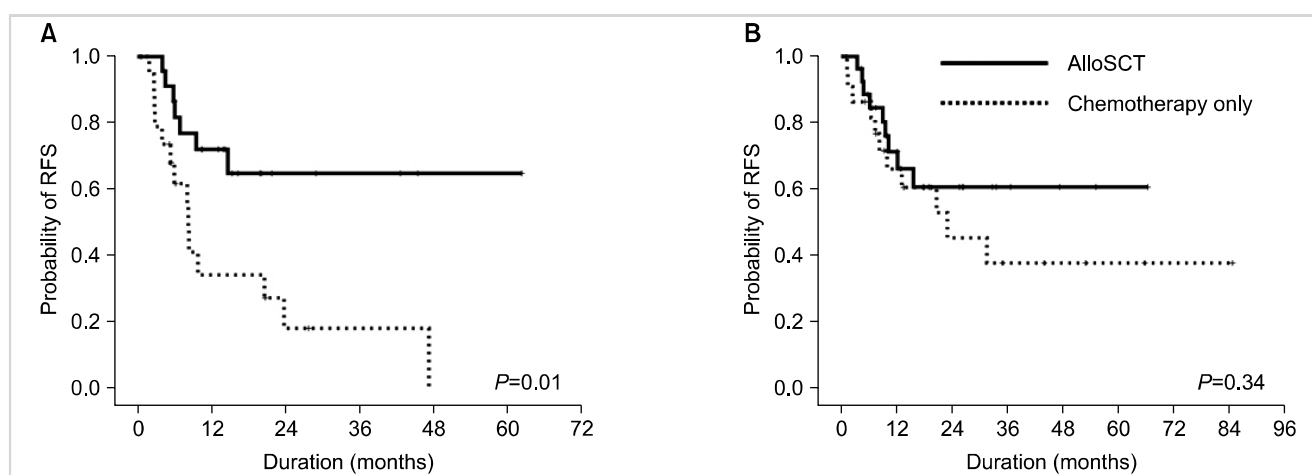 A
1.0
0.8
0.6
0.4
0.2
0.0
Probability of RFS
P=0.01
0 12 24 36 48 60 72
Duration (months)
B
AlloSCT
Chemotherapy only
1.0
0.8
0.6
0.4
0.2
0.0
Probability of RFS
P=0.34
0 12 24 36 48 60 72 84 96
Duration (months)